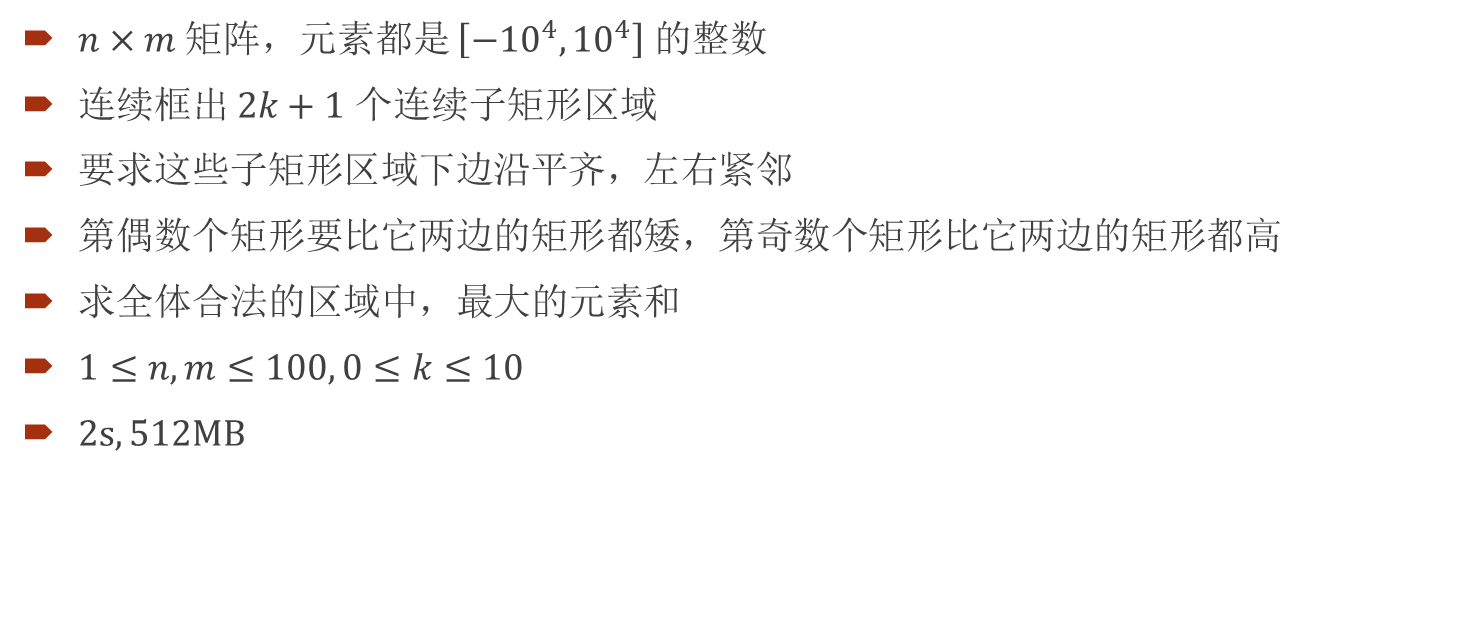 n × m 矩阵，元素都是 [−10⁴, 10⁴] 的整数
连续框出 2k + 1 个连续子矩形区域
要求这些子矩形区域下边沿平齐，左右紧邻
第偶数个矩形要比它两边的矩形都矮，第奇数个矩形比它两边的矩形都高
求全体合法的区域中，最大的元素和
1 ≤ n, m ≤ 100, 0 ≤ k ≤ 10
2s, 512MB